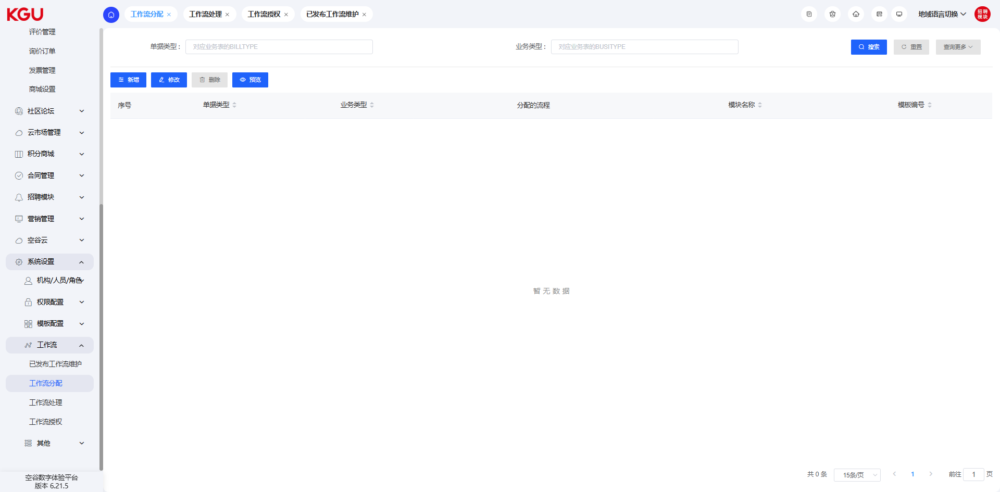 KGU
工作流分配
工作流处理
工作流授权
已发布工作流维护
地域语言切换
招聘
模块
评价管理
询价订单
发票管理
商城设置
社区论坛
云市场管理
积分商城
合同管理
招聘模块
营销管理
空谷云
系统设置
机构/人员/角色
权限配置
模板配置
工作流
已发布工作流维护
工作流分配
工作流处理
工作流授权
其他
空谷数字体验平台
版本 6.21.5
单据类型：
对应业务表的BILLTYPE
业务类型：
对应业务表的BUSITYPE
搜索
重置
查询更多
新增
修改
删除
预览
序号
单据类型
业务类型
分配的流程
模块名称
模板编号
暂无数据
共 0 条
15条/页
1
前往
1
页